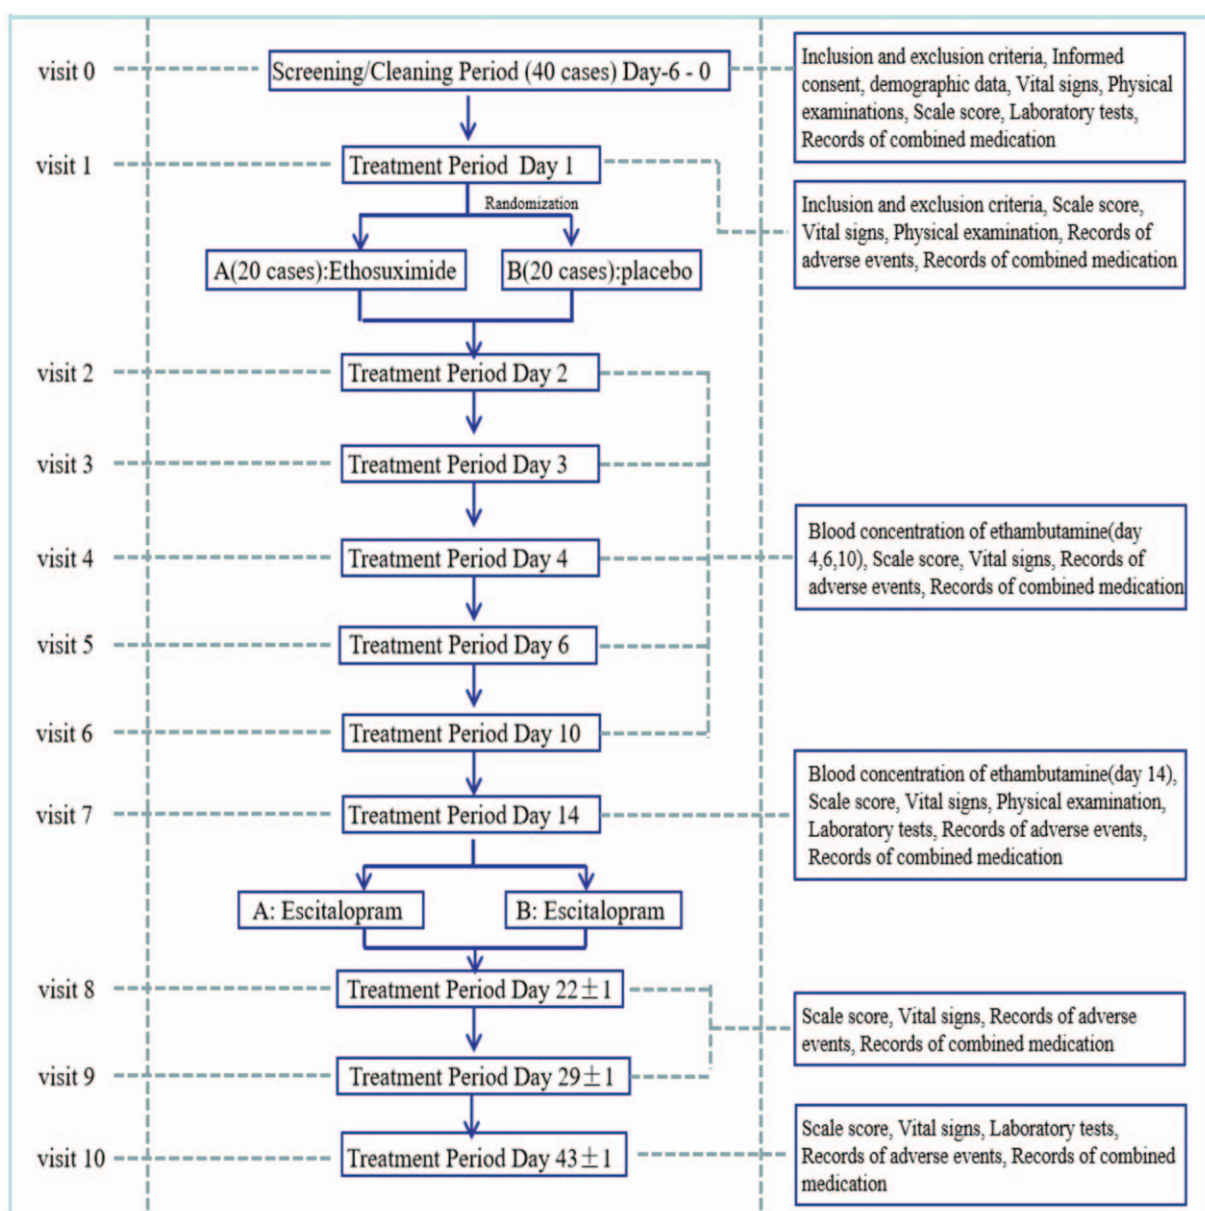 visit 0
Screening/Cleaning Period (40 cases) Day-6 - 0
Inclusion and exclusion criteria, Informed
consent, demographic data, Vital signs, Physical
examinations, Scale score, Laboratory tests,
Records of combined medication
visit 1
Treatment Period Day 1
Inclusion and exclusion criteria, Scale score,
Vital signs, Physical examination, Records of
adverse events, Records of combined medication
Randomization
A(20 cases):Ethosuximide
B(20 cases):placebo
visit 2
Treatment Period Day 2
visit 3
Treatment Period Day 3
visit 4
Treatment Period Day 4
Blood concentration of ethambutamine(day
4,6,10), Scale score, Vital signs, Records of
adverse events, Records of combined medication
visit 5
Treatment Period Day 6
visit 6
Treatment Period Day 10
visit 7
Treatment Period Day 14
Blood concentration of ethambutamine(day 14),
Scale score, Vital signs, Physical examination,
Laboratory tests, Records of adverse events,
Records of combined medication
A: Escitalopram
B: Escitalopram
visit 8
Treatment Period Day 22±1
Scale score, Vital signs, Records of adverse
events, Records of combined medication
visit 9
Treatment Period Day 29±1
visit 10
Treatment Period Day 43±1
Scale score, Vital signs, Laboratory tests,
Records of adverse events, Records of combined
medication